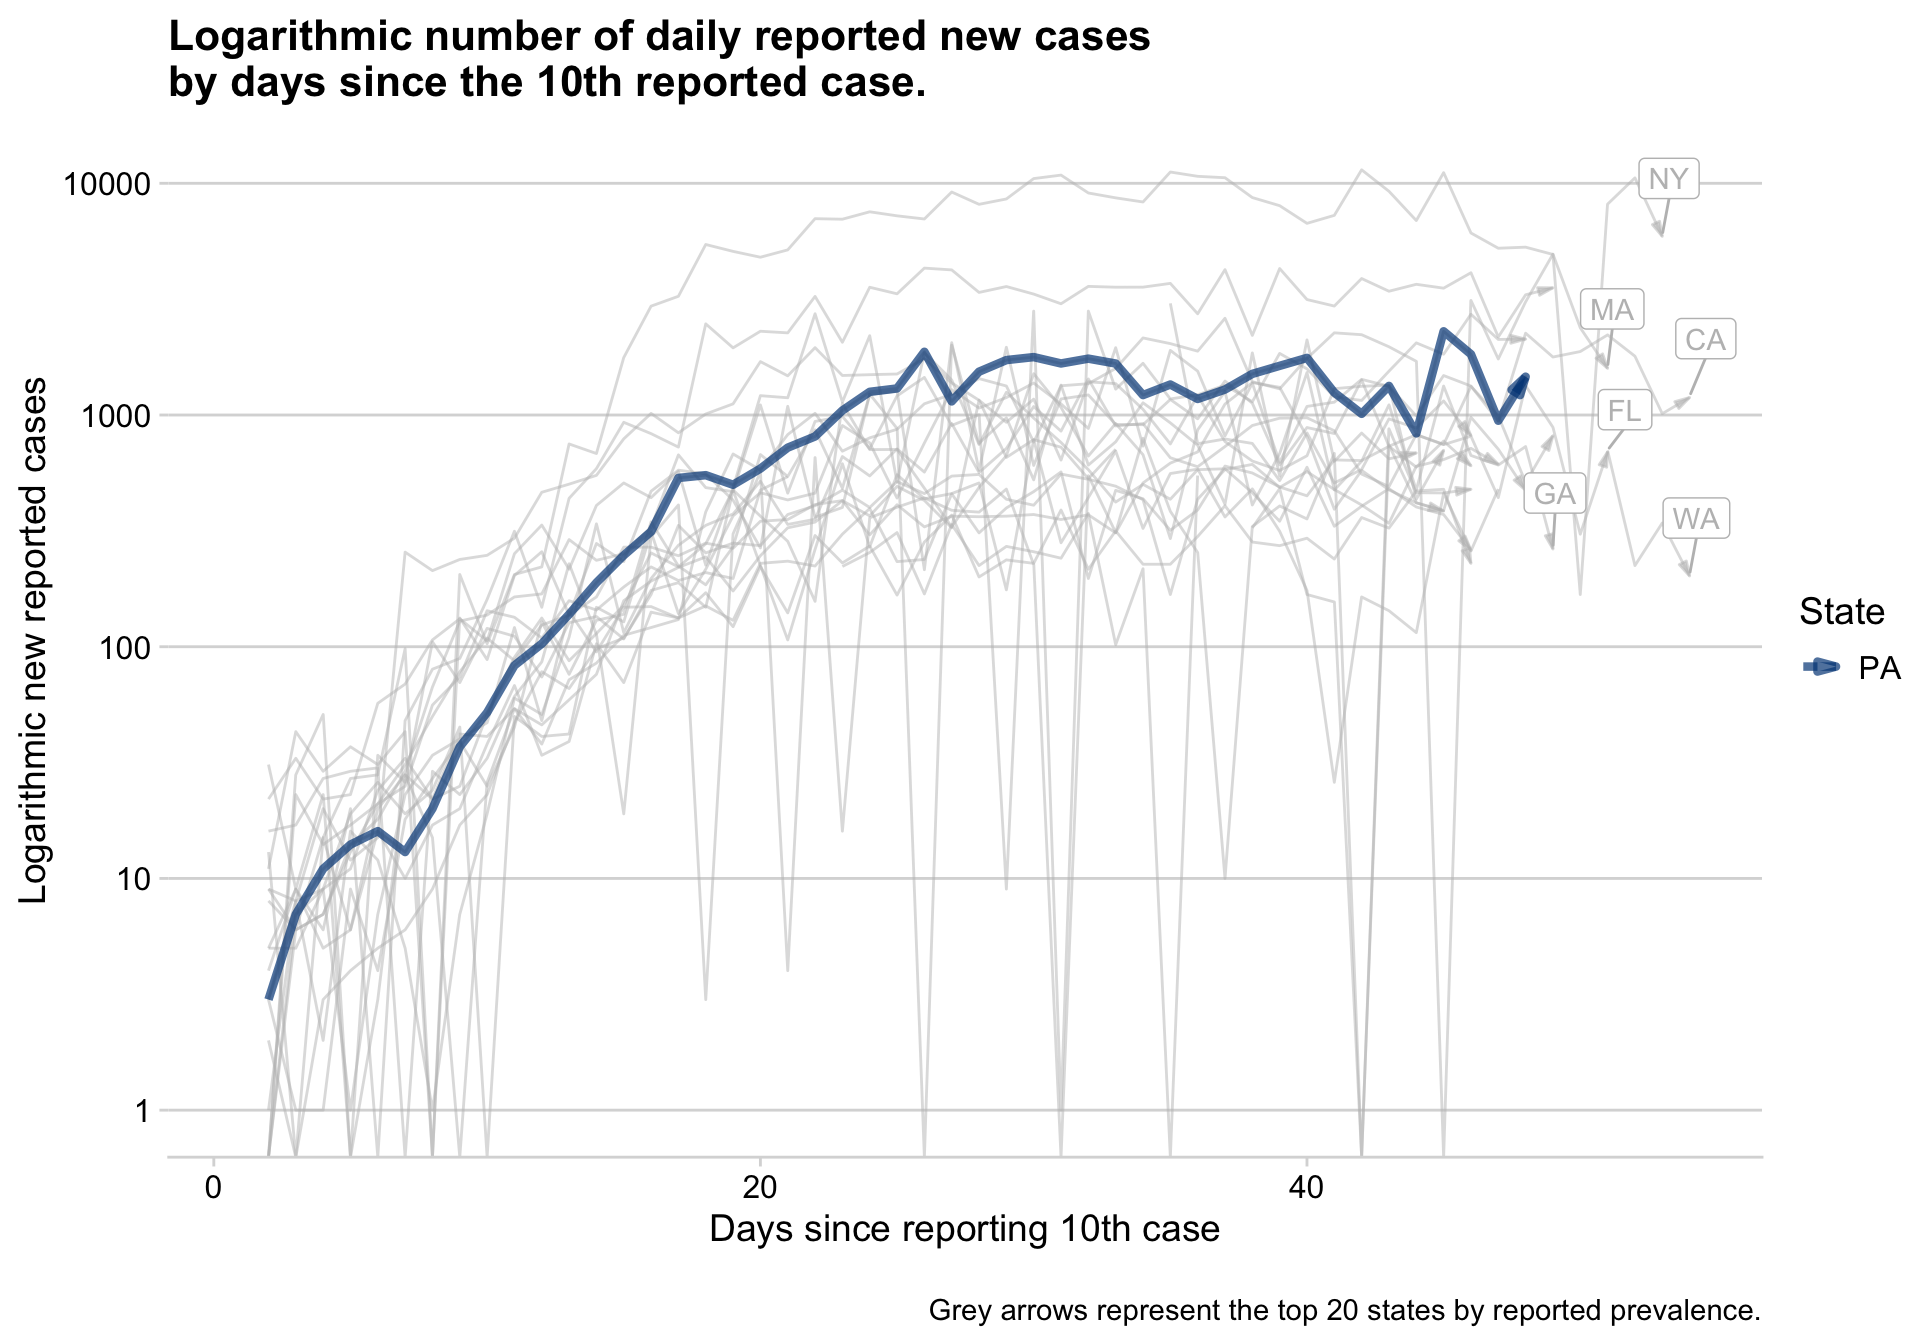 Logarithmic number of daily reported new cases
by days since the 10th reported case.
Logarithmic new reported cases
10000
1000
100
10
1
NY
MA
CA
FL
GA
WA
State
PA
0
20
40
Days since reporting 10th case
Grey arrows represent the top 20 states by reported prevalence.